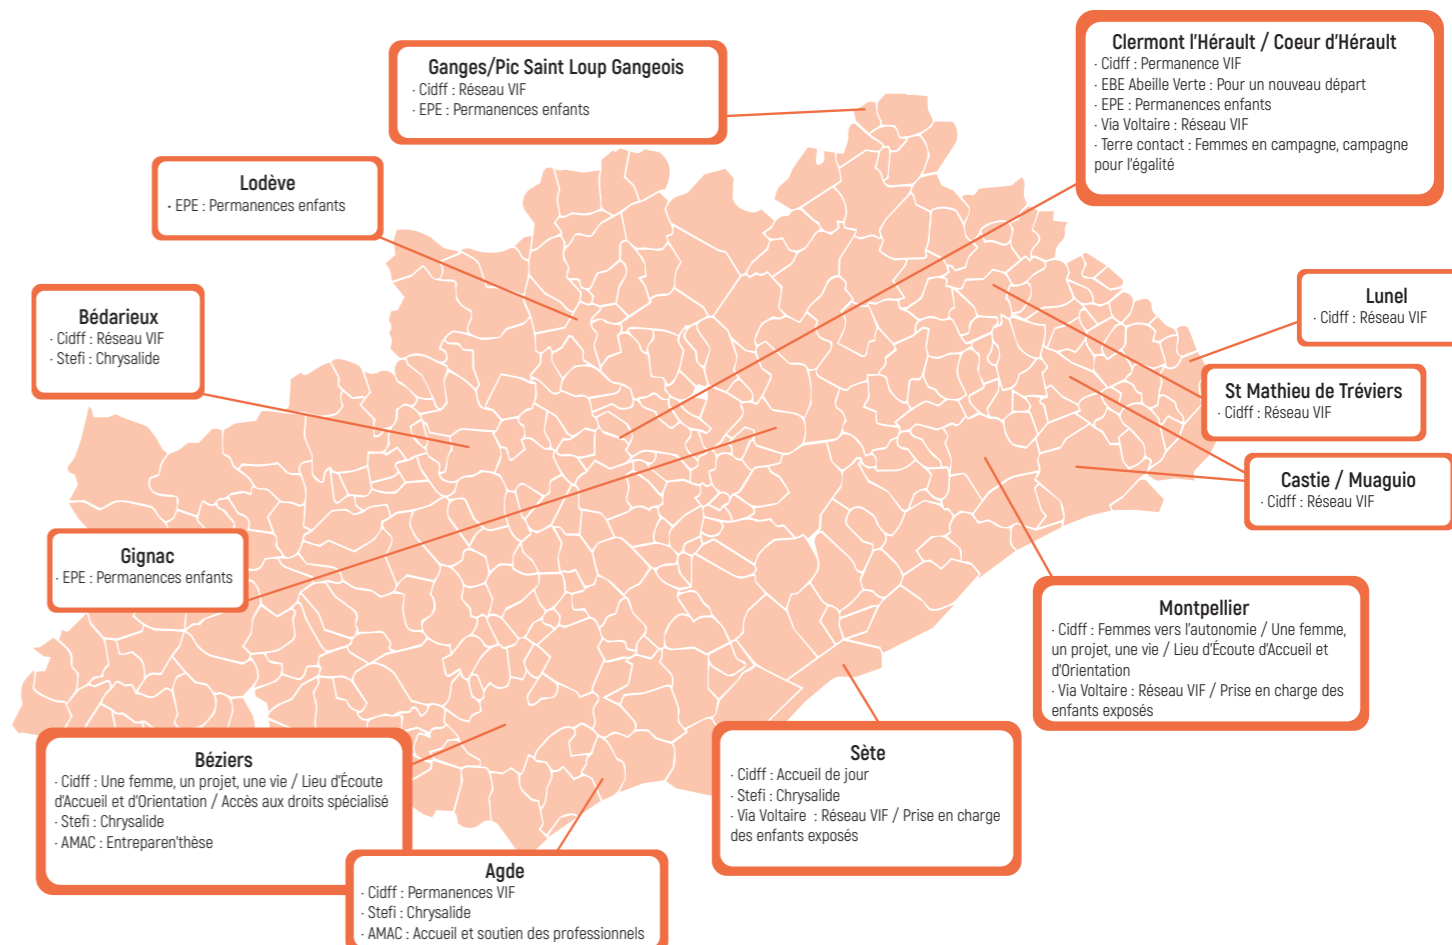 Clermont l'Hérault / Coeur d'Hérault
· Cidff : Permanence VIF
· EBE Abeille Verte : Pour un nouveau départ
· EPE : Permanences enfants
· Via Voltaire : Réseau VIF
· Terre contact : Femmes en campagne, campagne
pour l'égalité
Ganges/Pic Saint Loup Gangeois
· Cidff : Réseau VIF
· EPE : Permanences enfants
Lodève
· EPE : Permanences enfants
Bédarieux
· Cidff : Réseau VIF
· Stefi : Chrysalide
Lunel
· Cidff : Réseau VIF
St Mathieu de Tréviers
· Cidff : Réseau VIF
Castie / Muaguio
· Cidff : Réseau VIF
Gignac
· EPE : Permanences enfants
Montpellier
· Cidff : Femmes vers l'autonomie / Une femme,
un projet, une vie / Lieu d'Écoute d'Accueil et
d'Orientation
· Via Voltaire : Réseau VIF / Prise en charge des
enfants exposés
Sète
· Cidff : Accueil de jour
· Stefi : Chrysalide
· Via Voltaire : Réseau VIF / Prise en charge
des enfants exposés
Béziers
· Cidff : Une femme, un projet, une vie / Lieu d'Écoute
d'Accueil et d'Orientation / Accès aux droits spécialisé
· Stefi : Chrysalide
· AMAC : Entreparen'thèse
Agde
· Cidff : Permanences VIF
· Stefi : Chrysalide
· AMAC : Accueil et soutien des professionnels